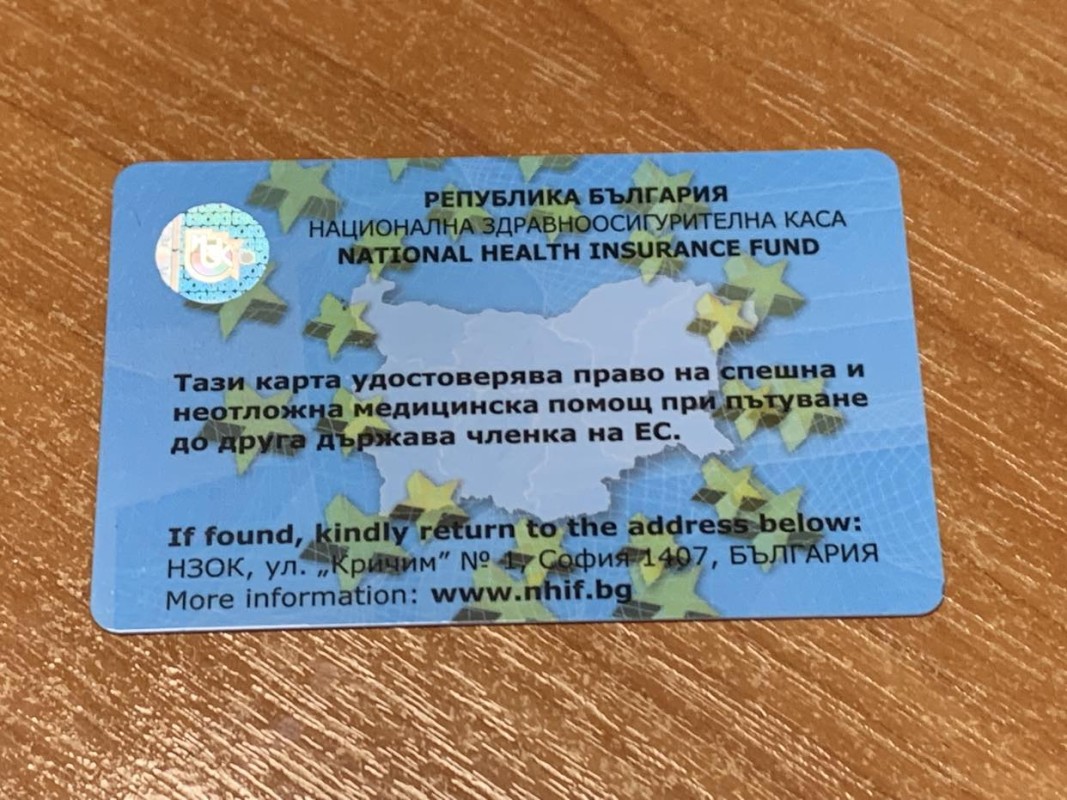 РЕПУБЛИКА БЪЛГАРИЯ
НАЦИОНАЛНА ЗДРАВНООСИГУРИТЕЛНА КАСА
NATIONAL HEALTH INSURANCE FUND
Тази карта удостоверява право на спешна и
неотложна медицинска помощ при пътуване
до друга държава членка на ЕС.
If found, kindly return to the address below:
НЗОК, ул. „Кричим” № 1, София 1407, БЪЛГАРИЯ
More information: www.nhif.bg